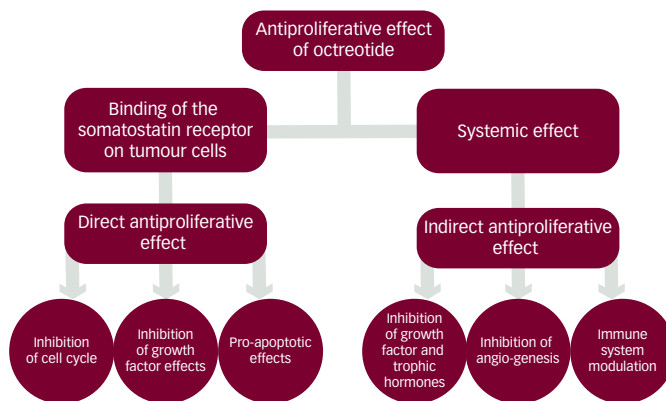 Antiproliferative effect
of octreotide
Binding of the
somatostatin receptor
on tumour cells
Systemic effect
Direct antiproliferative
effect
Indirect antiproliferative
effect
Inhibition
of cell cycle
Inhibition
of growth
factor effects
Pro-apoptotic
effects
Inhibition
of growth
factor and
trophic
hormones
Inhibition of
angio-genesis
Immune
system
modulation